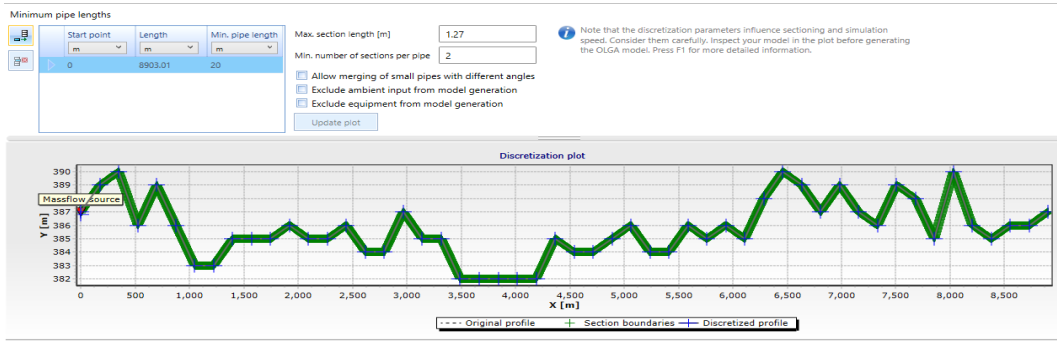 Minimum pipe lengths
Start point Length Min. pipe length
m m m
0 8903.01 20
Max. section length [m] 1.27
Min. number of sections per pipe 2
Allow merging of small pipes with different angles
Exclude ambient input from model generation
Exclude equipment from model generation
Update plot
Note that the discretization parameters influence sectioning and simulation
speed. Consider them carefully. Inspect your model in the plot before generating
the OLGA model. Press F1 for more detailed information.
Discretization plot
390
389
Massflow source
387
386
385
384
383
382
Y [m]
0 500 1,000 1,500 2,000 2,500 3,000 3,500 4,000 4,500 5,000 5,500 6,000 6,500 7,000 7,500 8,000 8,500
X [m]
Original profile Section boundaries Discretized profile